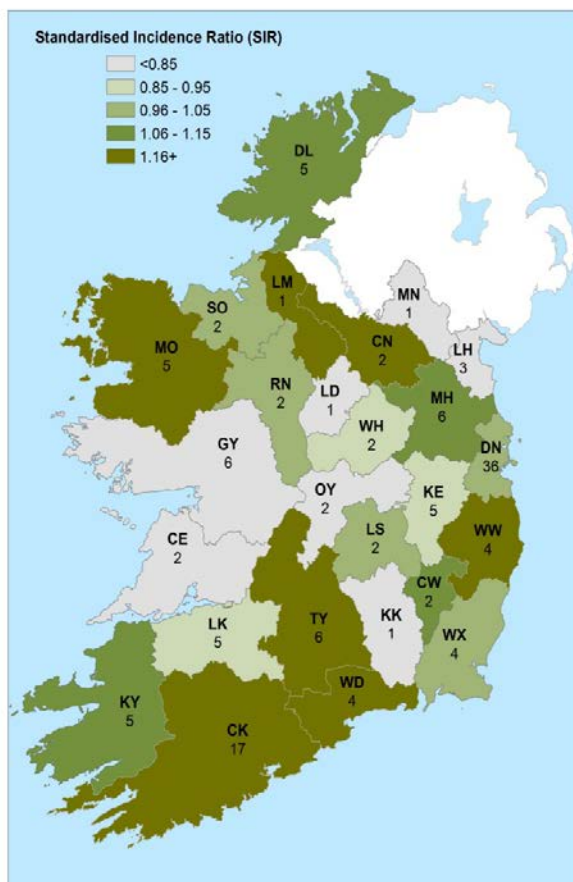 Standardised Incidence Ratio (SIR)
<0.85
0.85 - 0.95
0.96 - 1.05
1.06 - 1.15
1.16+
DL
5
LM
1
MN
1
SO
2
CN
2
LH
3
MO
5
RN
2
LD
1
MH
6
WH
2
GY
6
DN
36
OY
2
KE
5
LS
2
WW
4
CE
2
CW
2
TY
6
KK
1
LK
5
WX
4
WD
4
KY
5
CK
17